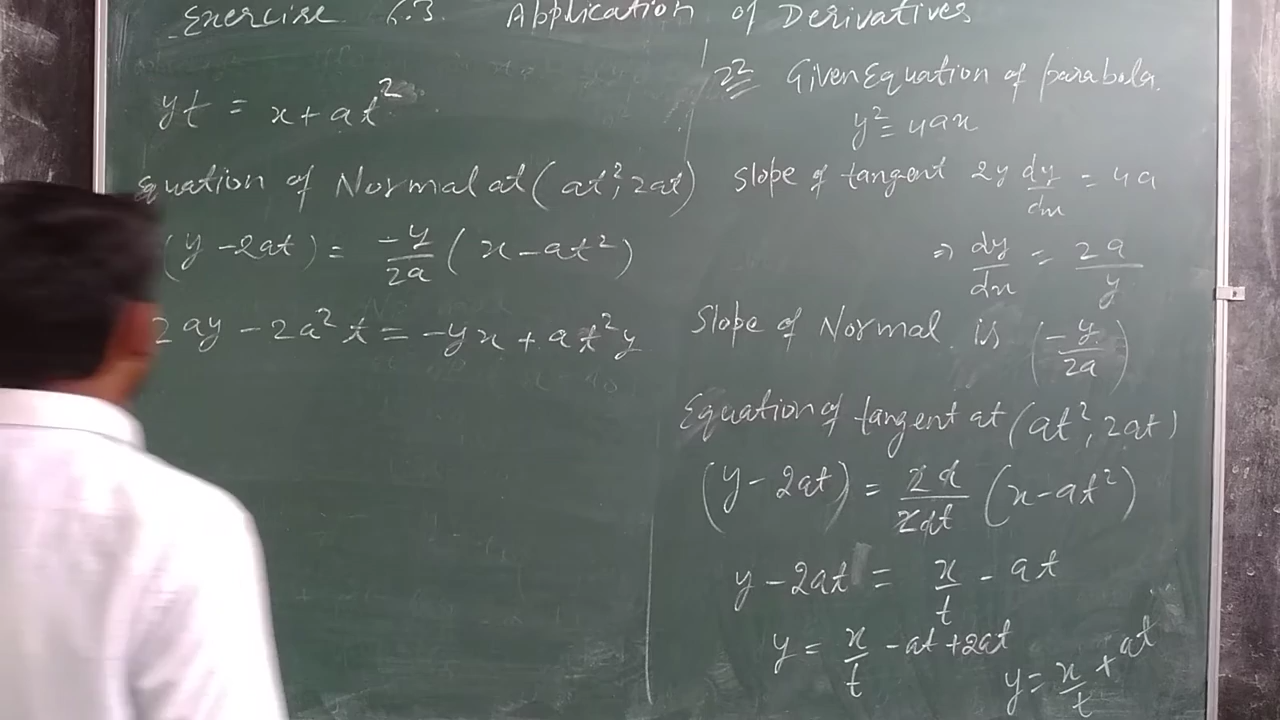 Exercise 6.3. Application of Derivatives
22 Given Equation of parabola.
y² = 4ax
slope of tangent 2y dy/dx = 4a
⇒ dy/dx = 2a/y
Slope of Normal is (-y/2a)
Equation of tangent at (at², 2at)
(y - 2at) = 2a/2at (x - at²)
y - 2at = x/t - at
y = x/t - at + 2at
y = x/t + at
yt = x + at²
Equation of Normal at (at², 2at)
(y - 2at) = -y/2a (x - at²)
2ay - 2a²t = -yx + at²y